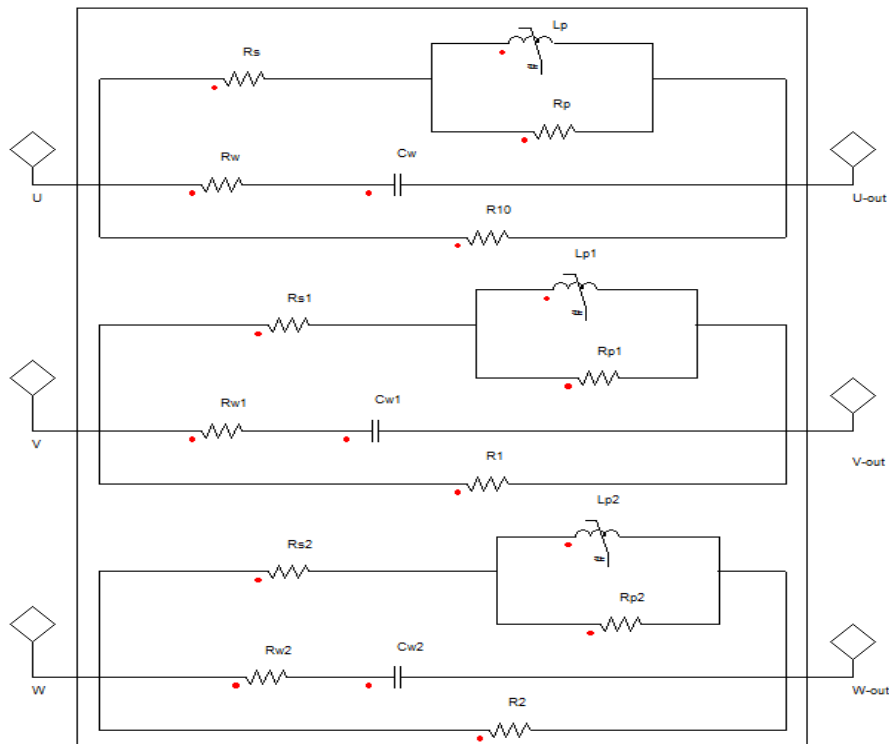 Lp
Rs
#
Rp
Rw
Cw
U
U-out
R10
Lp1
Rs1
#
Rp1
Rw1
Cw1
V
V-out
R1
Lp2
Rs2
#
Rp2
Rw2
Cw2
W
W-out
R2